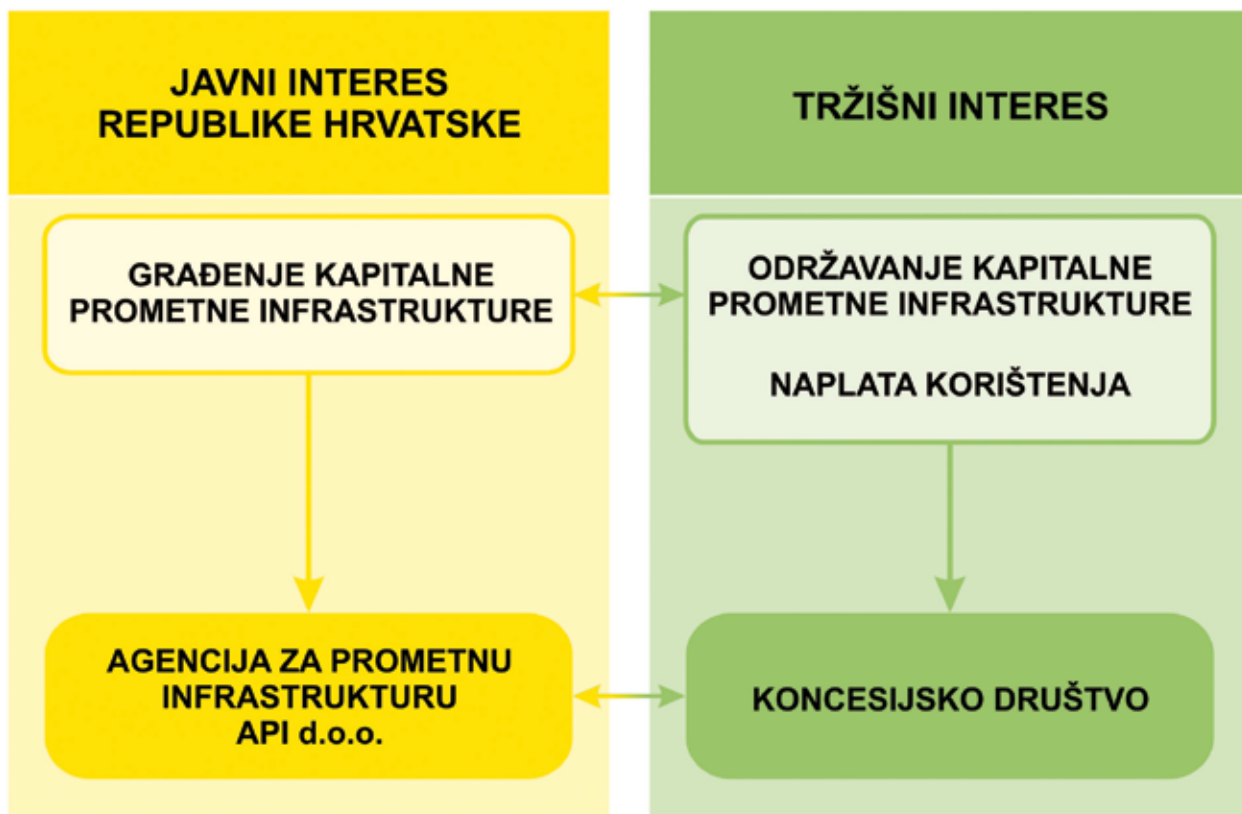 JAVNI INTERES
REPUBLIKE HRVATSKE
GRAĐENJE KAPITALNE
PROMETNE INFRASTRUKTURE
AGENCIJA ZA PROMETNU
INFRASTRUKTURU
API d.o.o.
TRŽIŠNI INTERES
ODRŽAVANJE KAPITALNE
PROMETNE INFRASTRUKTURE
NAPLATA KORIŠTENJA
KONCESIJSKO DRUŠTVO